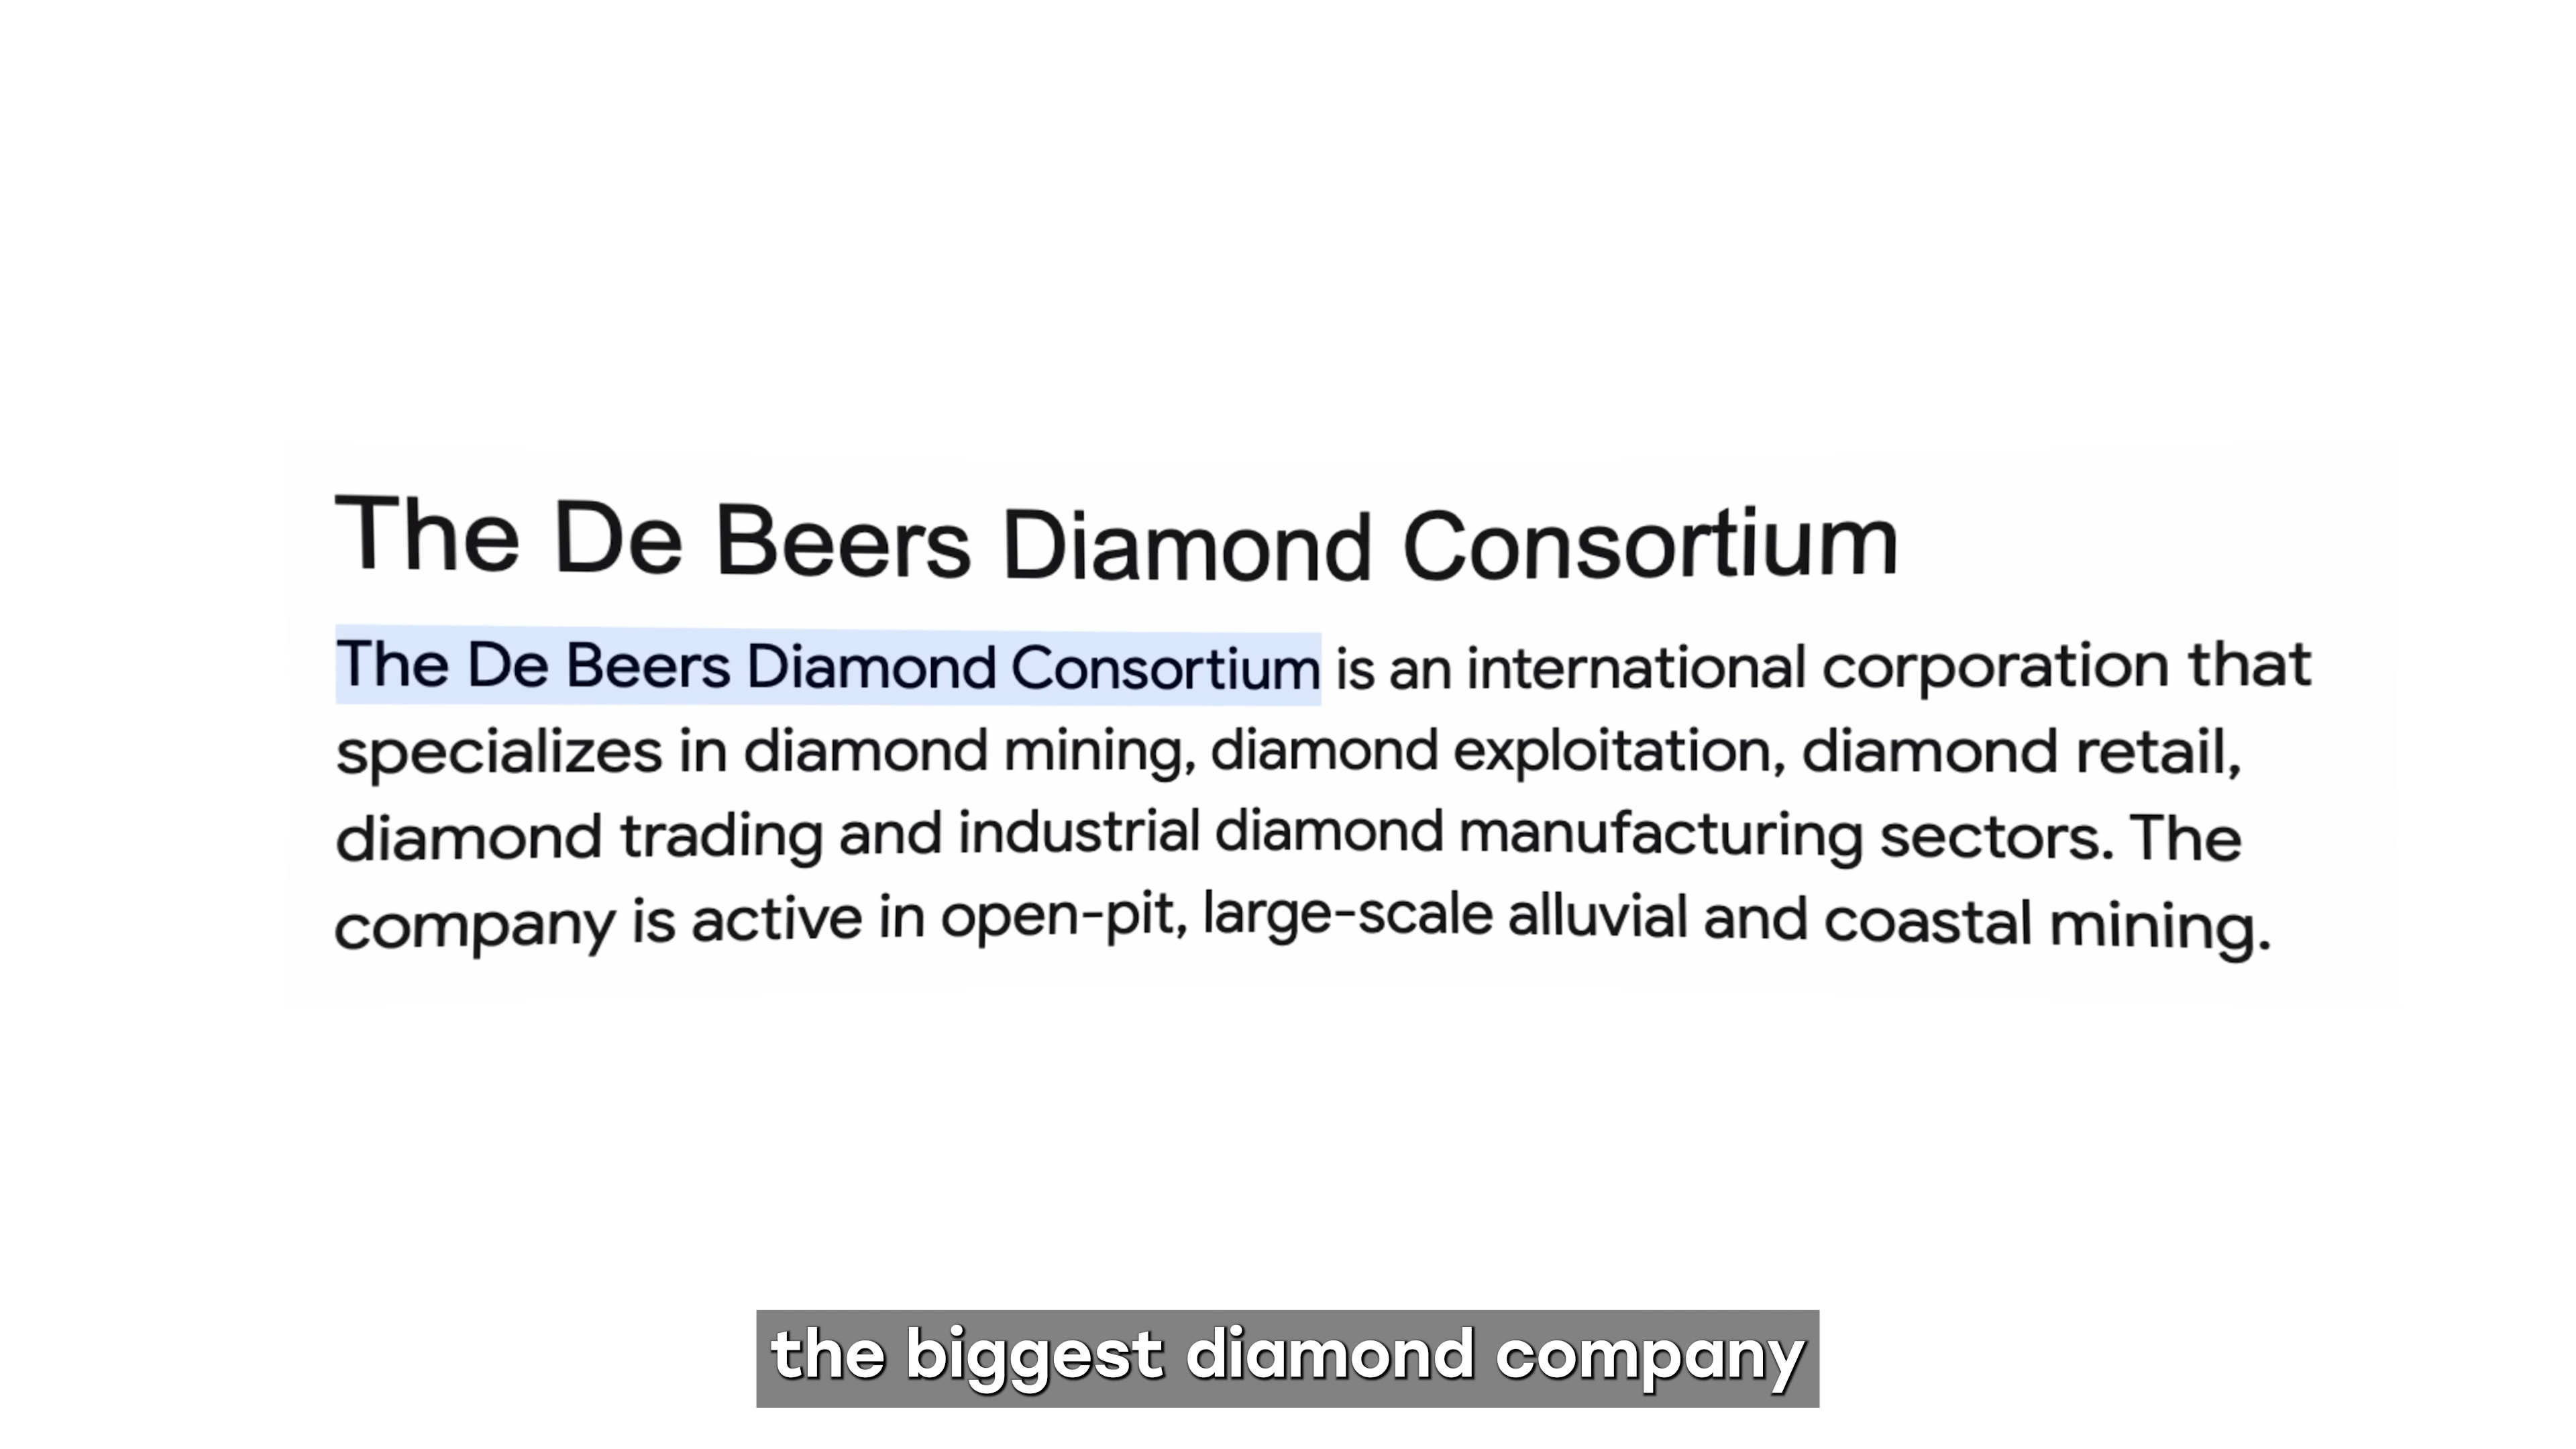 The De Beers Diamond Consortium
The De Beers Diamond Consortium is an international corporation that
specializes in diamond mining, diamond exploitation, diamond retail,
diamond trading and industrial diamond manufacturing sectors. The
company is active in open-pit, large-scale alluvial and coastal mining.
the biggest diamond company